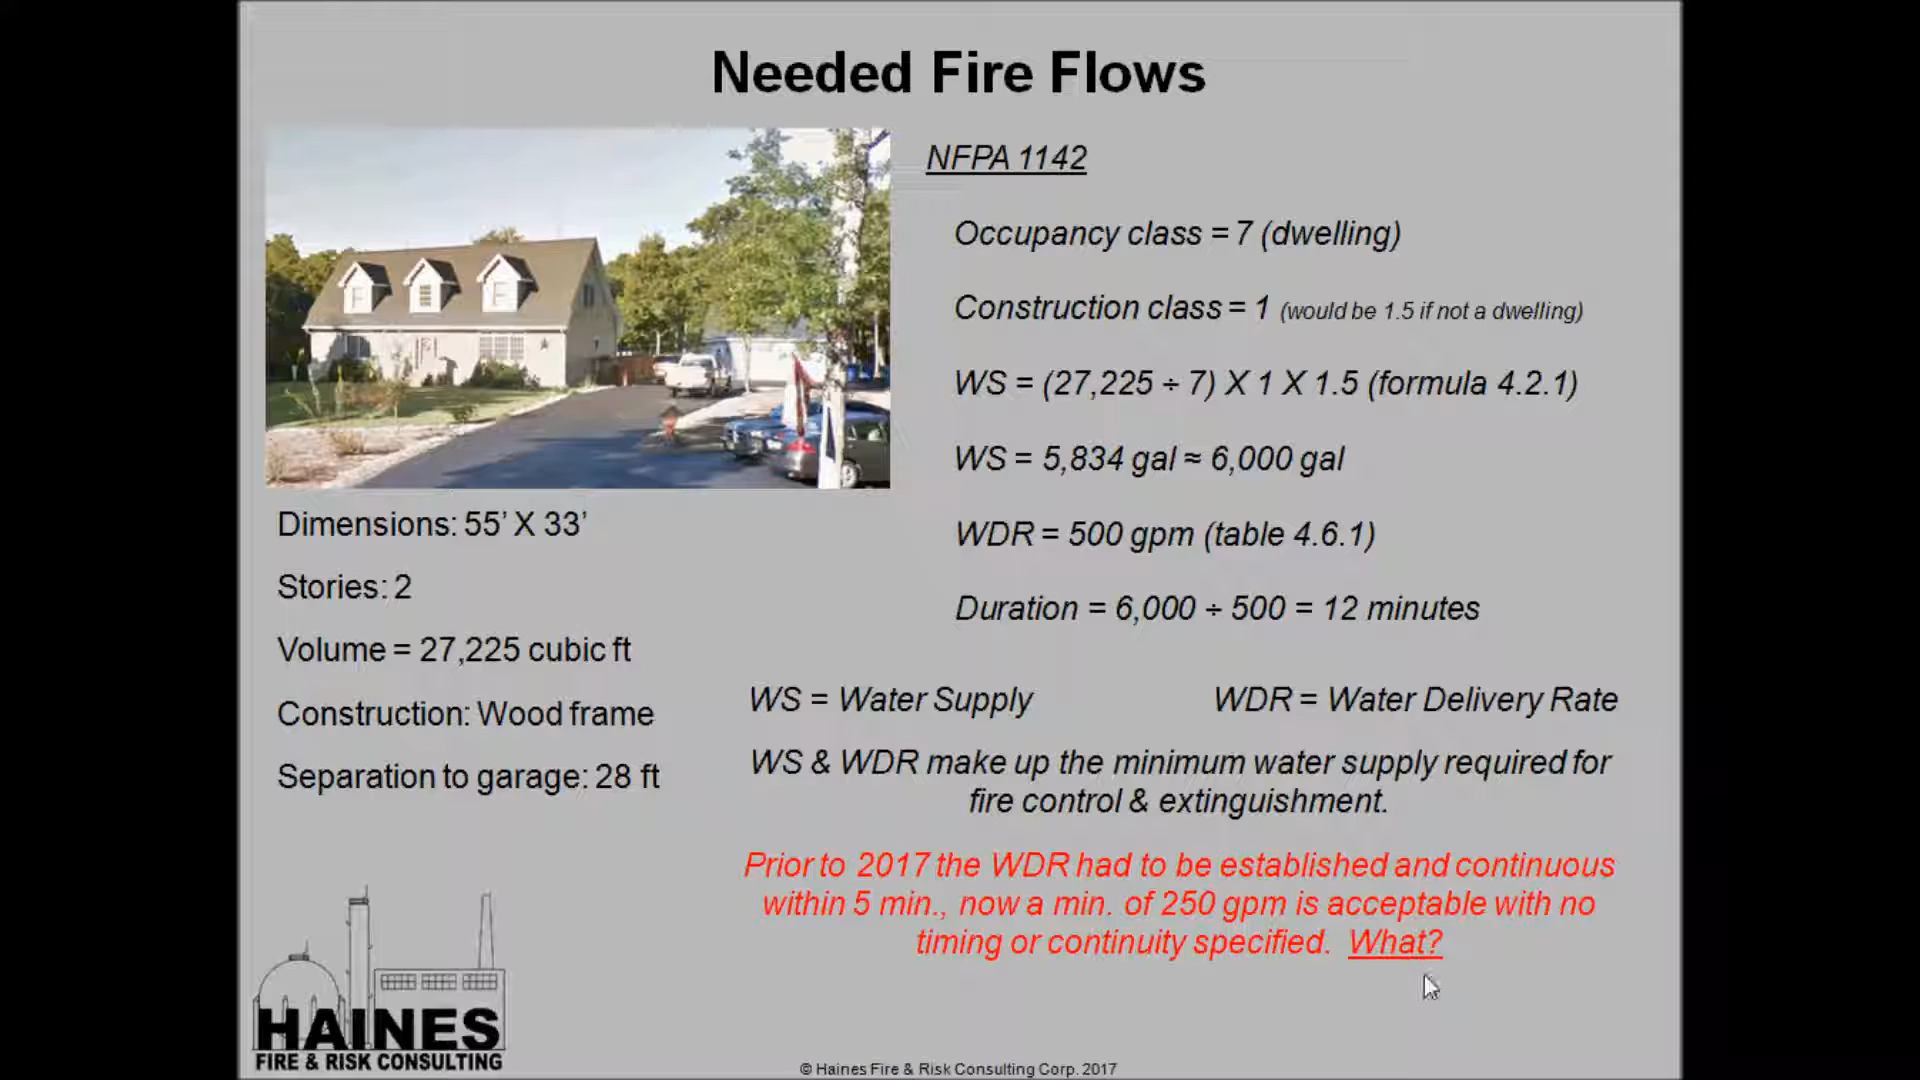 Needed Fire Flows
NFPA 1142
Occupancy class = 7 (dwelling)
Construction class = 1 (would be 1.5 if not a dwelling)
WS = (27,225 ÷ 7) X 1 X 1.5 (formula 4.2.1)
WS = 5,834 gal ≈ 6,000 gal
WDR = 500 gpm (table 4.6.1)
Duration = 6,000 ÷ 500 = 12 minutes
Dimensions: 55’ X 33’
Stories: 2
Volume = 27,225 cubic ft
Construction: Wood frame
Separation to garage: 28 ft
WS = Water Supply
WDR = Water Delivery Rate
WS & WDR make up the minimum water supply required for
fire control & extinguishment.
Prior to 2017 the WDR had to be established and continuous
within 5 min., now a min. of 250 gpm is acceptable with no
timing or continuity specified. What?
HAINES
FIRE & RISK CONSULTING
© Haines Fire & Risk Consulting Corp. 2017